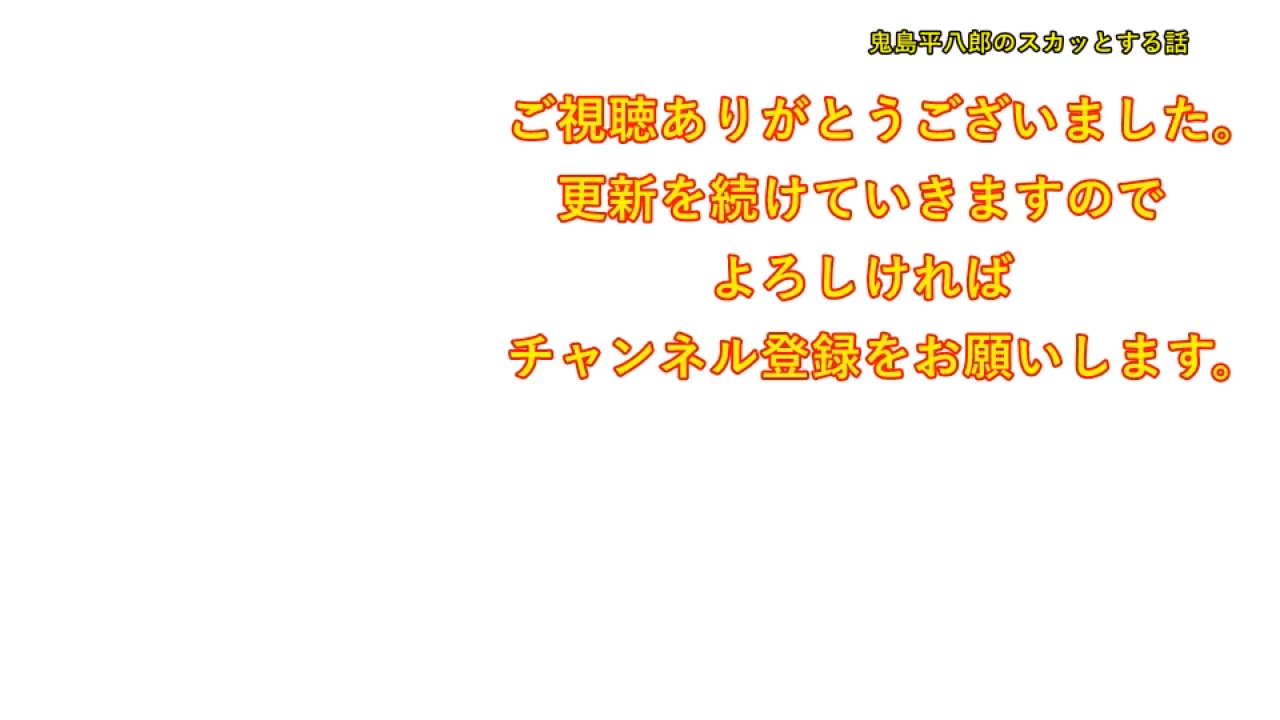 鬼島平八郎のスカッとする話
ご視聴ありがとうございました。
更新を続けていきますので
よろしければ
チャンネル登録をお願いします。